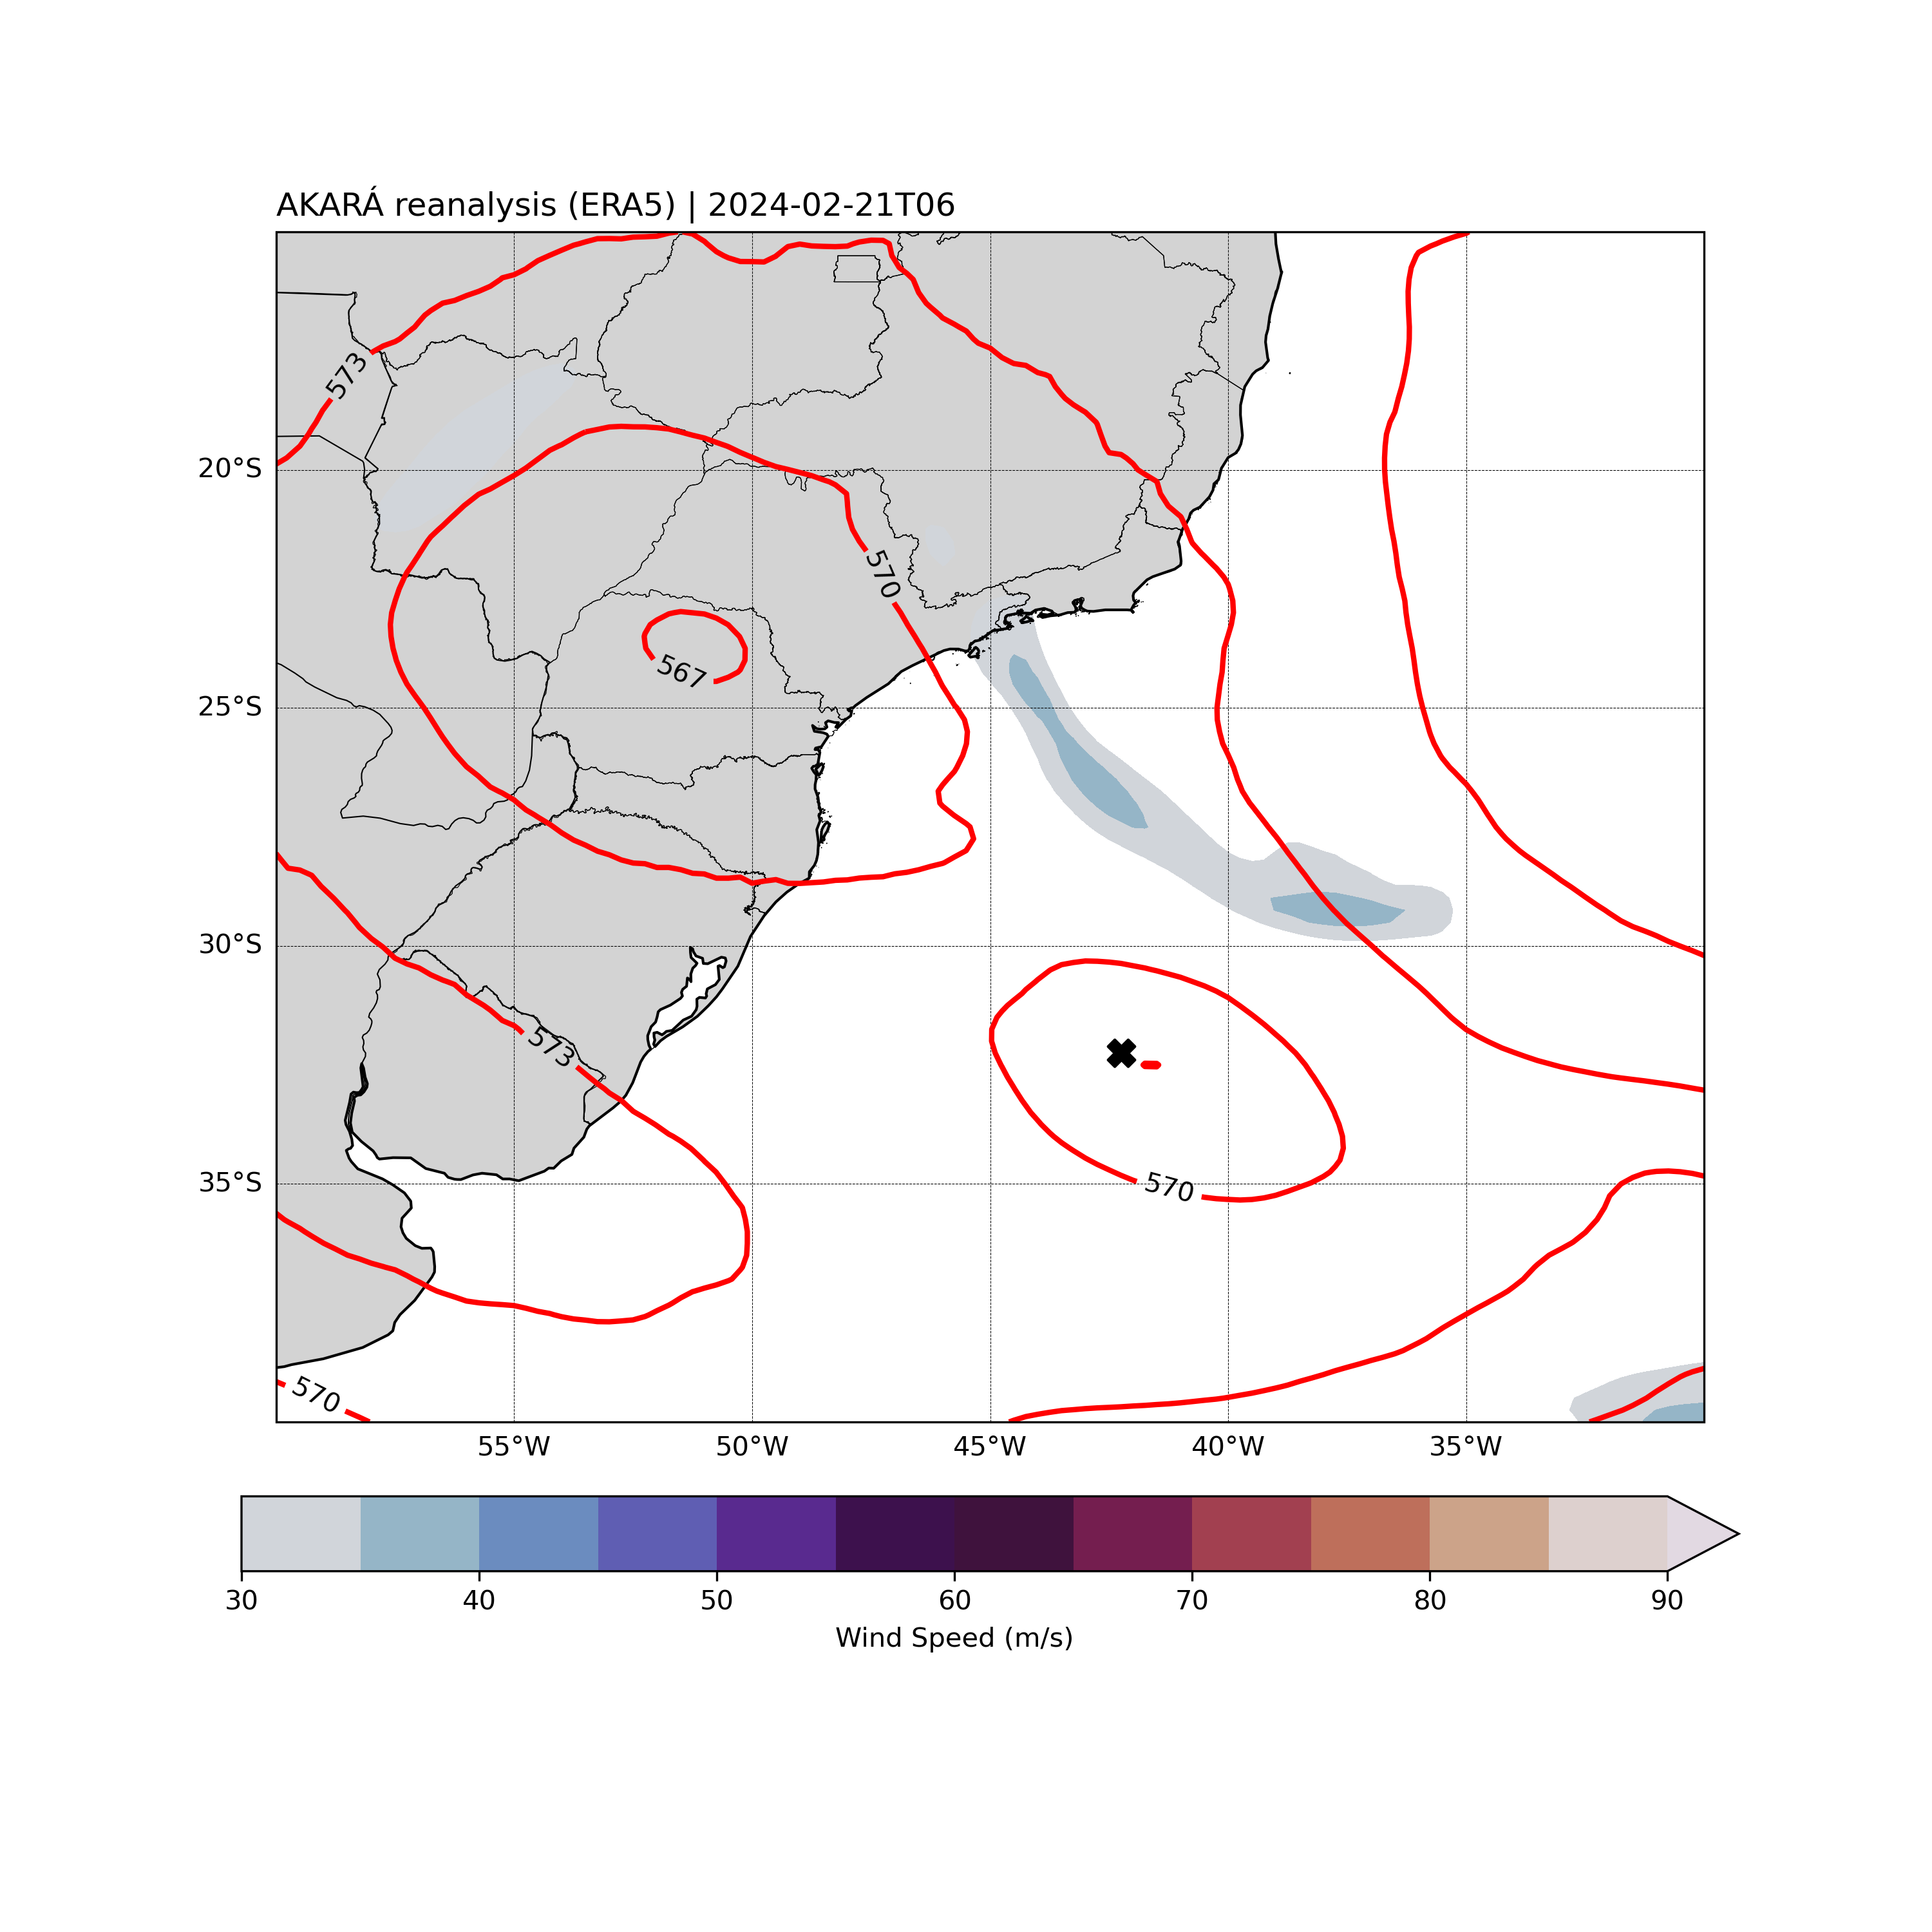 AKARÁ reanalysis (ERA5) | 2024-02-21T06
573
20°S
570
567
25°S
30°S
573
35°S
570
570
55°W 50°W 45°W 40°W 35°W
30 40 50 60 70 80 90
Wind Speed (m/s)